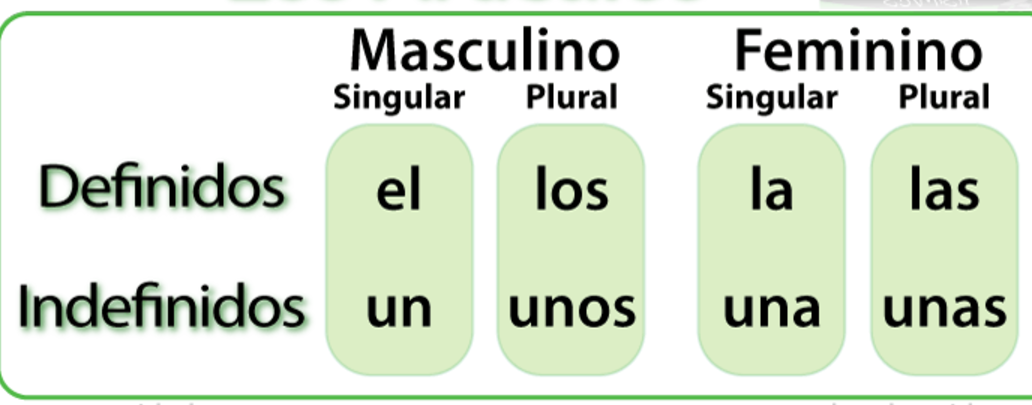 Masculino Feminino
Singular Plural Singular Plural
Definidos el los la las
Indefinidos un unos una unas